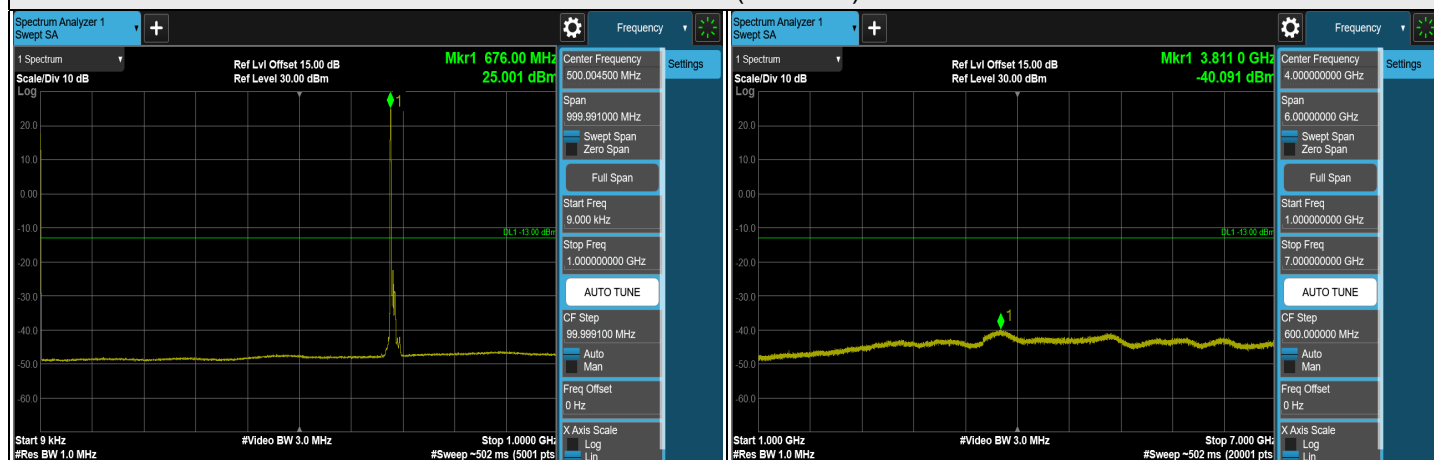 Spectrum Analyzer 1
Swept SA
+
Frequency
1 Spectrum
Scale/Div 10 dB
Ref Lvl Offset 15.00 dB
Ref Level 30.00 dBm
Mkr1 676.00 MHz
25.001 dBm
Log
20.0
10.0
0.00
-10.0
-20.0
-30.0
-40.0
-50.0
-60.0
1
DL1 -13.00 dBm
Start 9 kHz
#Res BW 1.0 MHz
#Video BW 3.0 MHz
Stop 1.0000 GHz
#Sweep ~502 ms (5001 pts
Center Frequency
500.004500 MHz
Settings
Span
999.991000 MHz
Swept Span
Zero Span
Full Span
Start Freq
9.000 kHz
Stop Freq
1.000000000 GHz
AUTO TUNE
CF Step
99.999100 MHz
Auto
Man
Freq Offset
0 Hz
X Axis Scale
Log
Lin
Spectrum Analyzer 1
Swept SA
+
Frequency
1 Spectrum
Scale/Div 10 dB
Ref Lvl Offset 15.00 dB
Ref Level 30.00 dBm
Mkr1 3.811 0 GHz
-40.091 dBm
Log
20.0
10.0
0.00
-10.0
-20.0
-30.0
-40.0
-50.0
-60.0
1
DL1 -13.00 dBm
Start 1.000 GHz
#Res BW 1.0 MHz
#Video BW 3.0 MHz
Stop 7.000 GHz
#Sweep ~502 ms (20001 pts
Center Frequency
4.000000000 GHz
Settings
Span
6.00000000 GHz
Swept Span
Zero Span
Full Span
Start Freq
1.000000000 GHz
Stop Freq
7.000000000 GHz
AUTO TUNE
CF Step
600.000000 MHz
Auto
Man
Freq Offset
0 Hz
X Axis Scale
Log
Lin